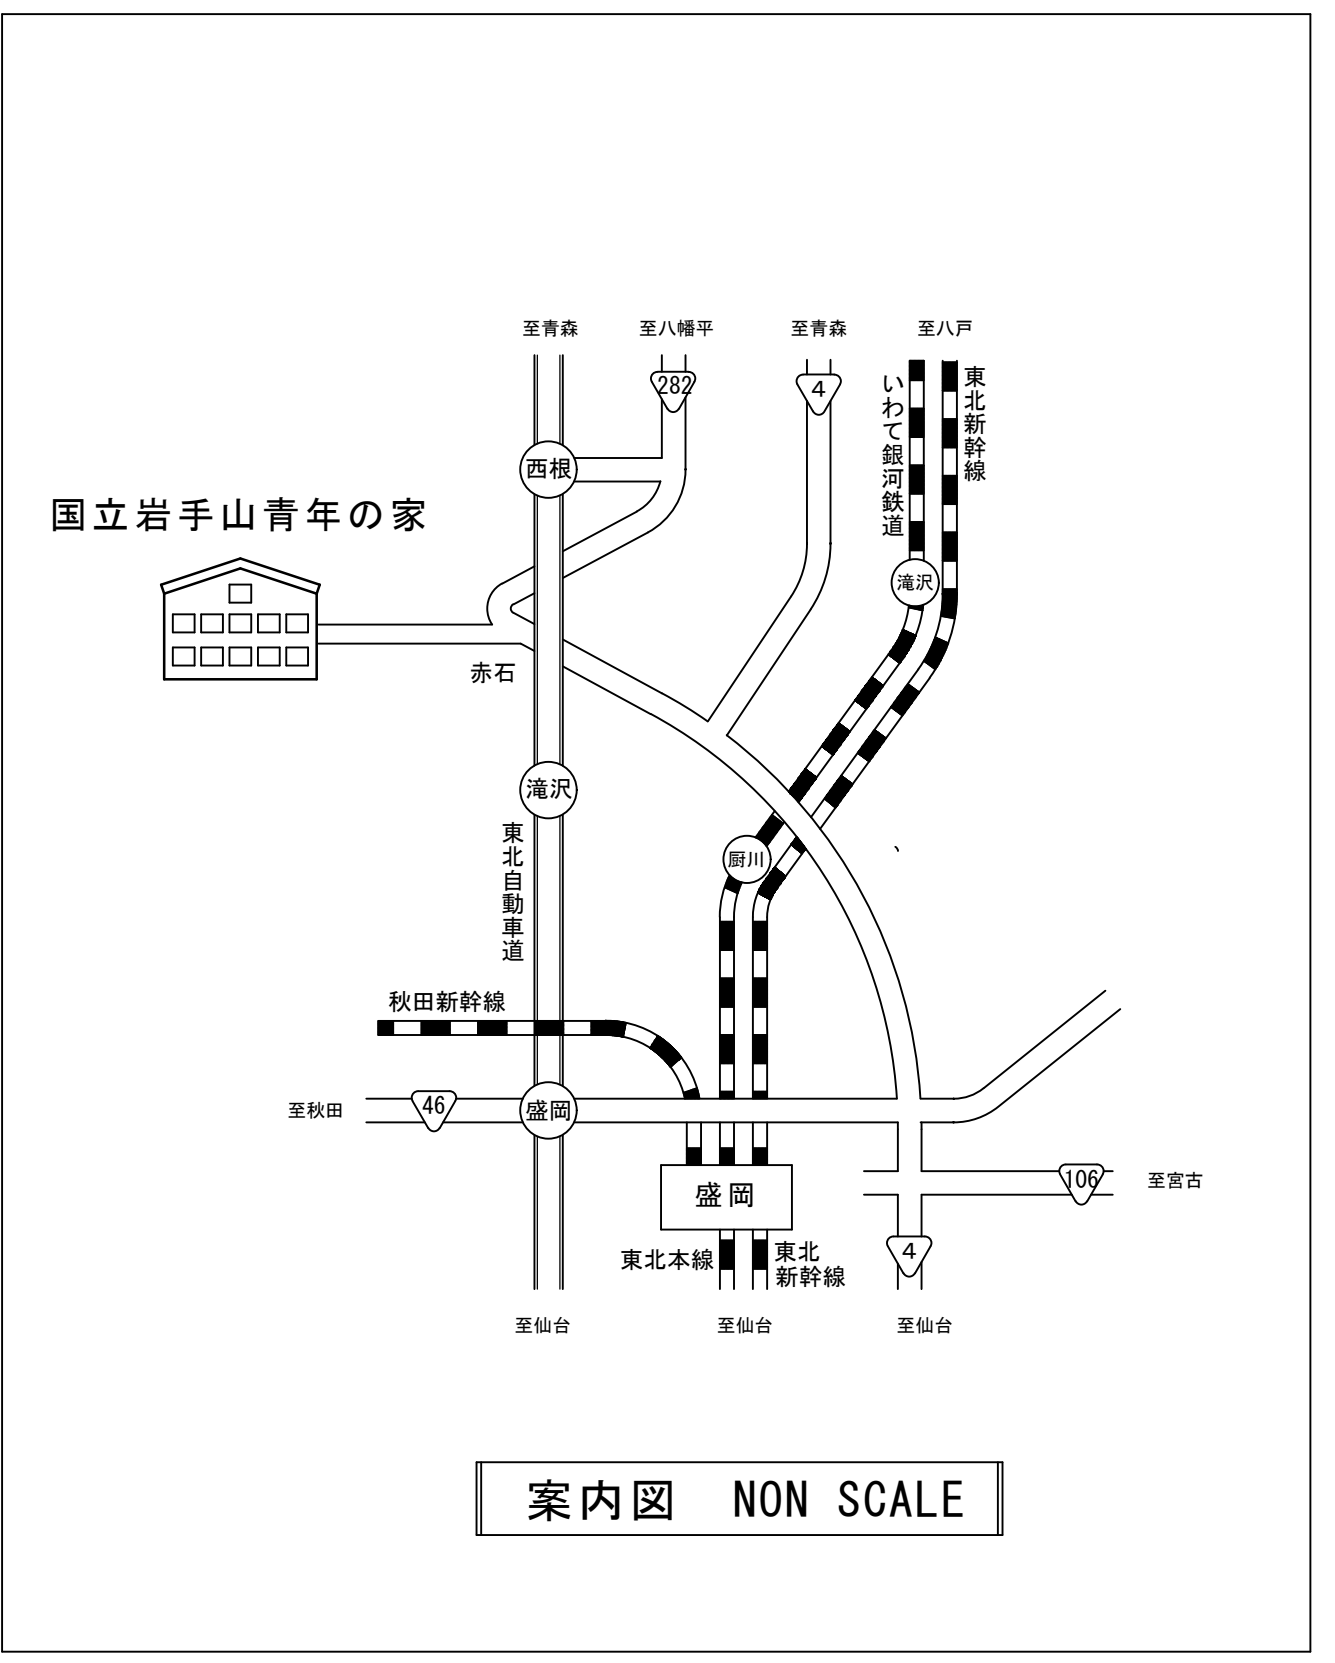 至青森
至八幡平
至青森
至八戸
282
4
いわて銀河鉄道
東北新幹線
西根
国立岩手山青年の家
滝沢
赤石
滝沢
東北自動車道
厨川
秋田新幹線
至秋田
46
盛岡
盛岡
106
至宮古
東北本線
東北
新幹線
4
至仙台
至仙台
至仙台
案内図 NON SCALE